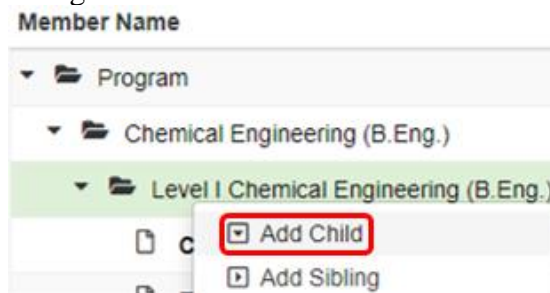 Member Name
Program
Chemical Engineering (B.Eng.)
Level I Chemical Engineering (B.Eng.)
C
Add Child
Add Sibling